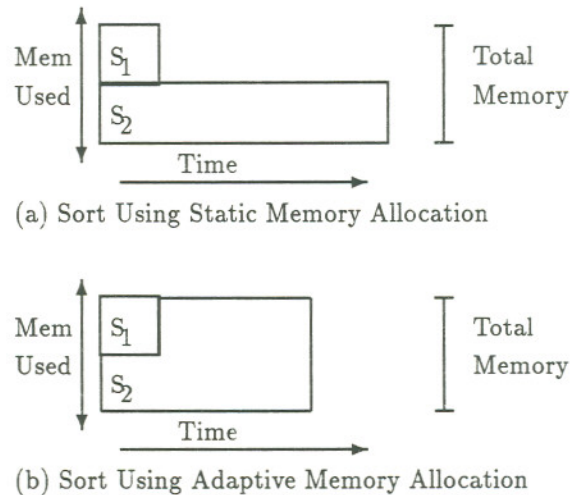 Mem
Used
S1
S2
Total
Memory
Time
(a) Sort Using Static Memory Allocation
Mem
Used
S1
S2
Total
Memory
Time
(b) Sort Using Adaptive Memory Allocation